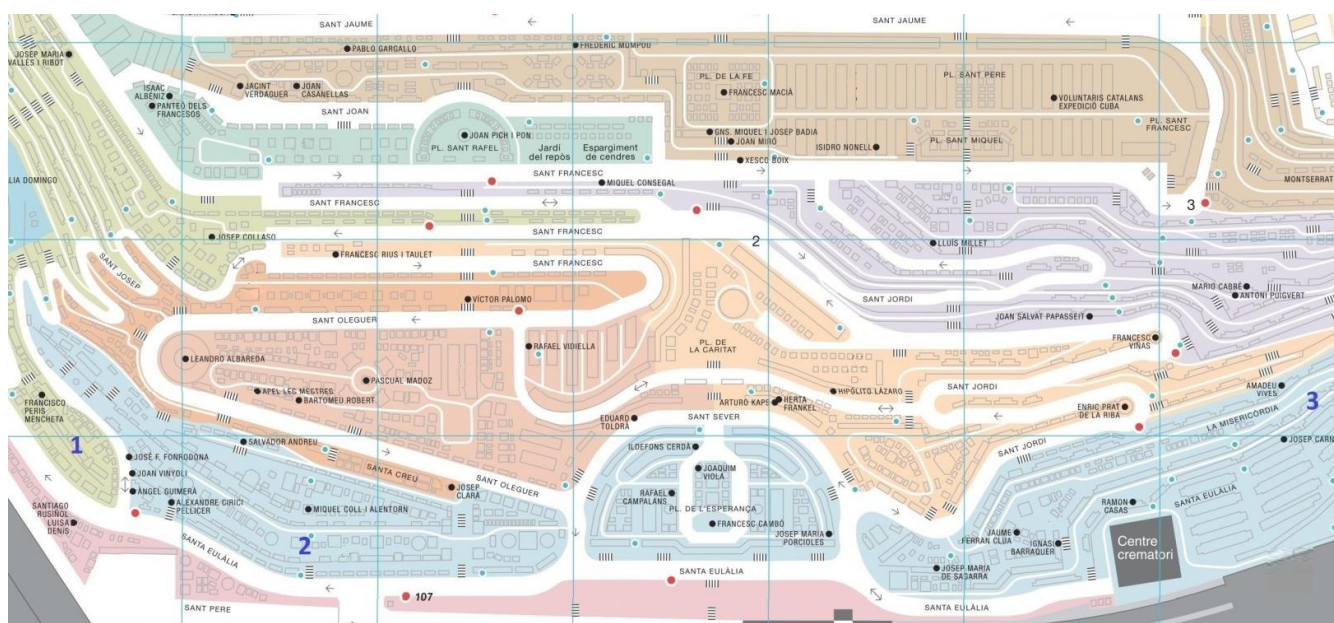 SANT JAUME
SANT JAUME
JOSEP MARIA
VALLES I RIBOT
PABLO GARGALLO
FREDERIC MOMPOU
ISAAC
ALBÉNIZ
PANTEÓ DELS
FRANCESOS
JACINT
VERDAGUER
JOAN
CASANELLAS
PL. DE LA FE
FRANCESC MACIÀ
PL. SANT PERE
VOLUNTARIS CATALANS
EXPEDICIÓ CUBA
SANT JOAN
JOAN PICH I PON
PL. SANT RAFEL
Jardí
del repòs
Espargiment
de cendres
GNS. MIQUEL I JOSEP BADIA
JOAN MIRÓ
XESCO BOIX
ISIDRO NONELL
PL. SANT MIQUEL
PL. SANT
FRANCESC
SANT FRANCESC
MIQUEL CONSEGAL
LIA DOMINGO
MONTSERRAT
SANT FRANCESC
3
JOSEP COLLASO
SANT FRANCESC
2
LLUIS MILLET
FRANCESC RIUS I TAULET
SANT FRANCESC
SANT JOSEP
VÍCTOR PALOMO
SANT JORDI
MARIO CABRÉ
ANTONI PUIGVERT
SANT OLEGUER
JOAN SALVAT PAPASSEIT
FRANCESC
VIÑAS
RAFAEL VIDIELLA
PL. DE
LA CARITAT
LEANDRO ALBAREDA
PASCUAL MADOZ
APEL·LES MESTRES
BARTOMEU ROBERT
SANT JORDI
AMADEU
VIVES
FRANCISCO
PERIS
MENCHETA
HIPÓLITO LÁZARO
ARTURO KAPS
HERTA
FRANKEL
ENRIC PRAT
DE LA RIBA
LA MISERICÒRDIA
3
EDUARD
TOLDRÀ
SANT SEVER
1
SALVADOR ANDREU
ILDEFONS CERDÀ
SANT JORDI
JOSEP CARN
JOSÉ F. FONRODONA
JOAN VINYOLI
ÀNGEL GUIMERÀ
ALEXANDRE CIRICI
PELLICER
SANTA CREU
JOSEP
CLARÀ
SANT OLEGUER
JOAQUIM
VIOLA
RAFAEL
CAMPALANS
PL. DE L'ESPERANÇA
FRANCESC CAMBÓ
JOSEP MARIA
PORCIOLES
SANTA EULÀLIA
RAMON
CASAS
SANTIAGO
RUSIÑOL
LUISA
DENÍS
MIQUEL COLL I ALENTORN
2
JAUME
FERRAN CLUA
IGNASI
BARRAQUER
Centre
crematori
SANTA EULÀLIA
SANTA EULÀLIA
JOSEP MARIA
DE SAGARRA
107
SANT PERE
SANTA EULÀLIA